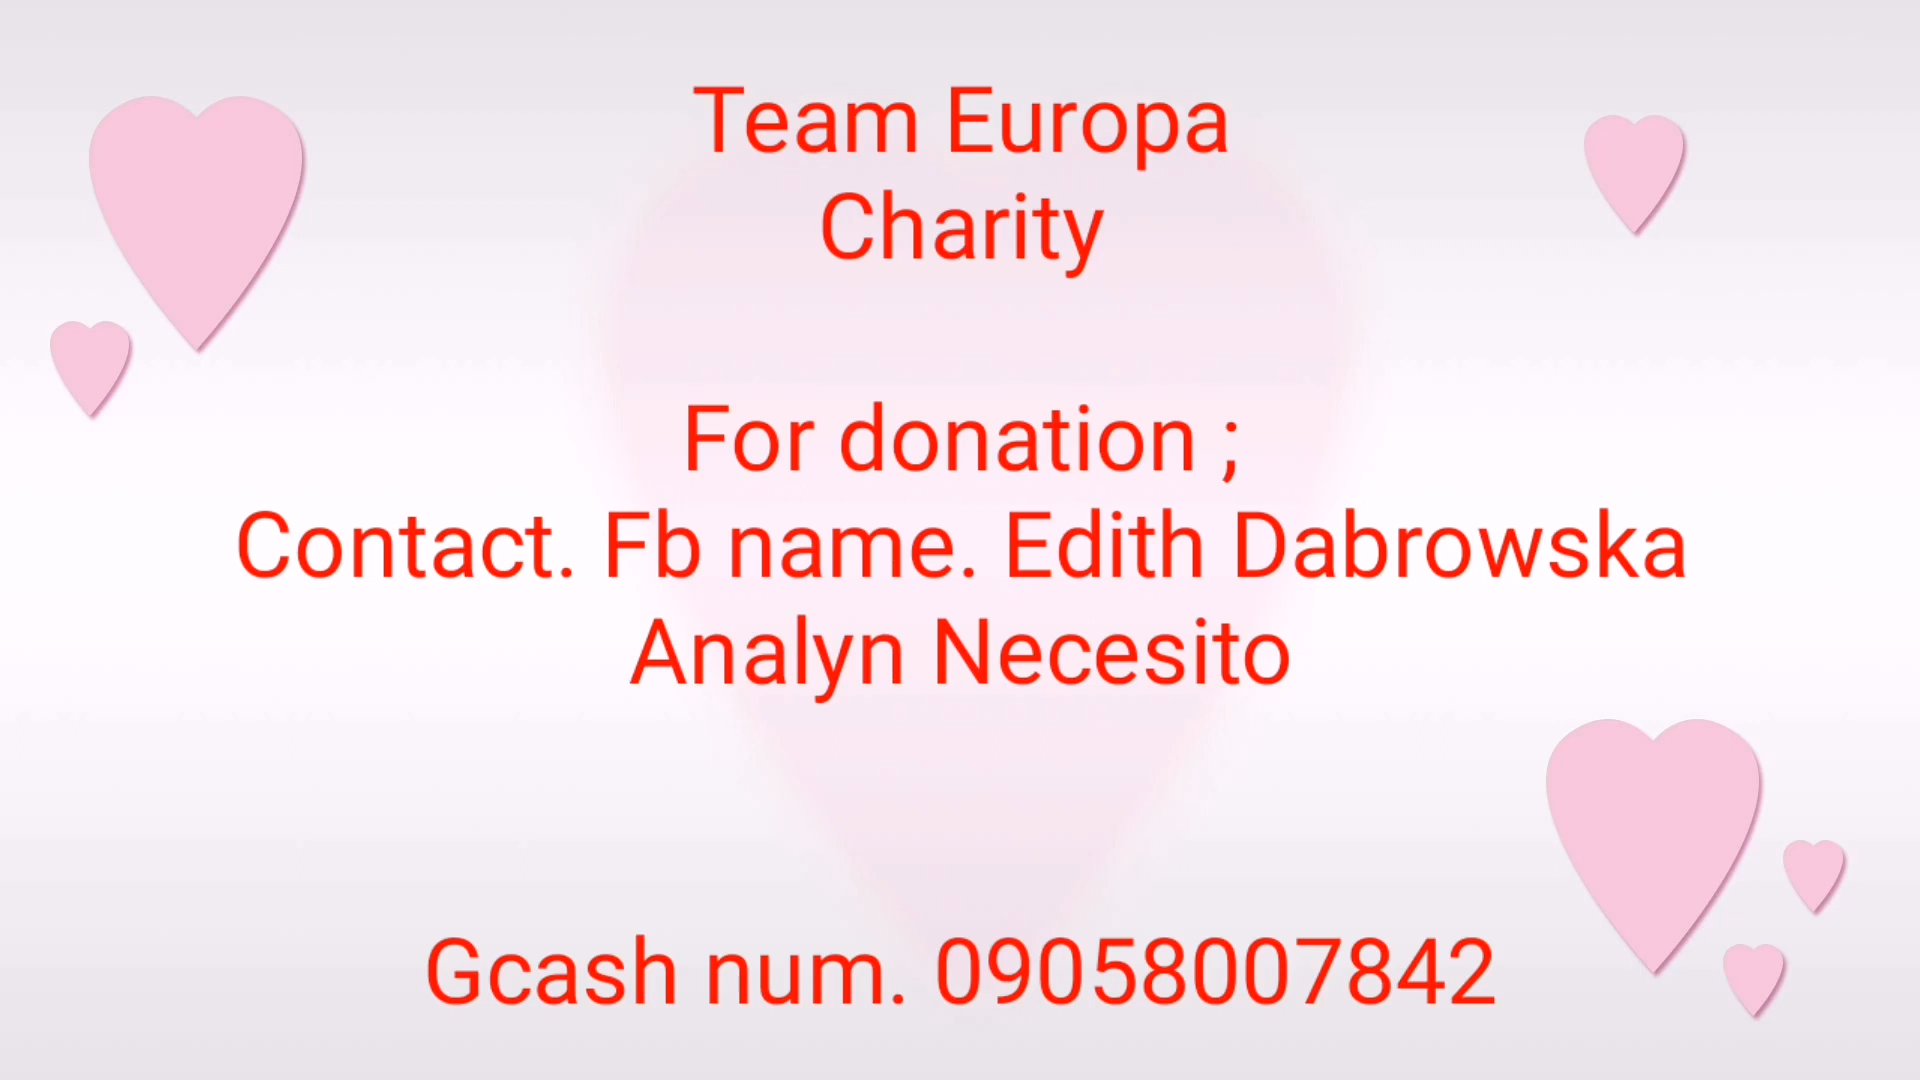 Team Europa
Charity
For donation ;
Contact. Fb name. Edith Dabrowska
Analyn Necesito
Gcash num. 09058007842